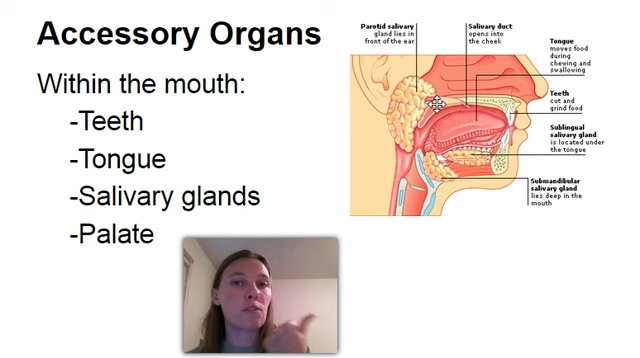 Accessory Organs
Within the mouth:
-Teeth
-Tongue
-Salivary glands
-Palate
Parotid salivary
gland lies in
front of the ear
Salivary duct
opens into
the cheek
Tongue
moves food
during
chewing and
swallowing
Teeth
cut and
grind food
Sublingual
salivary gland
is located under
the tongue
Submandibular
salivary gland
lies deep in the
mouth